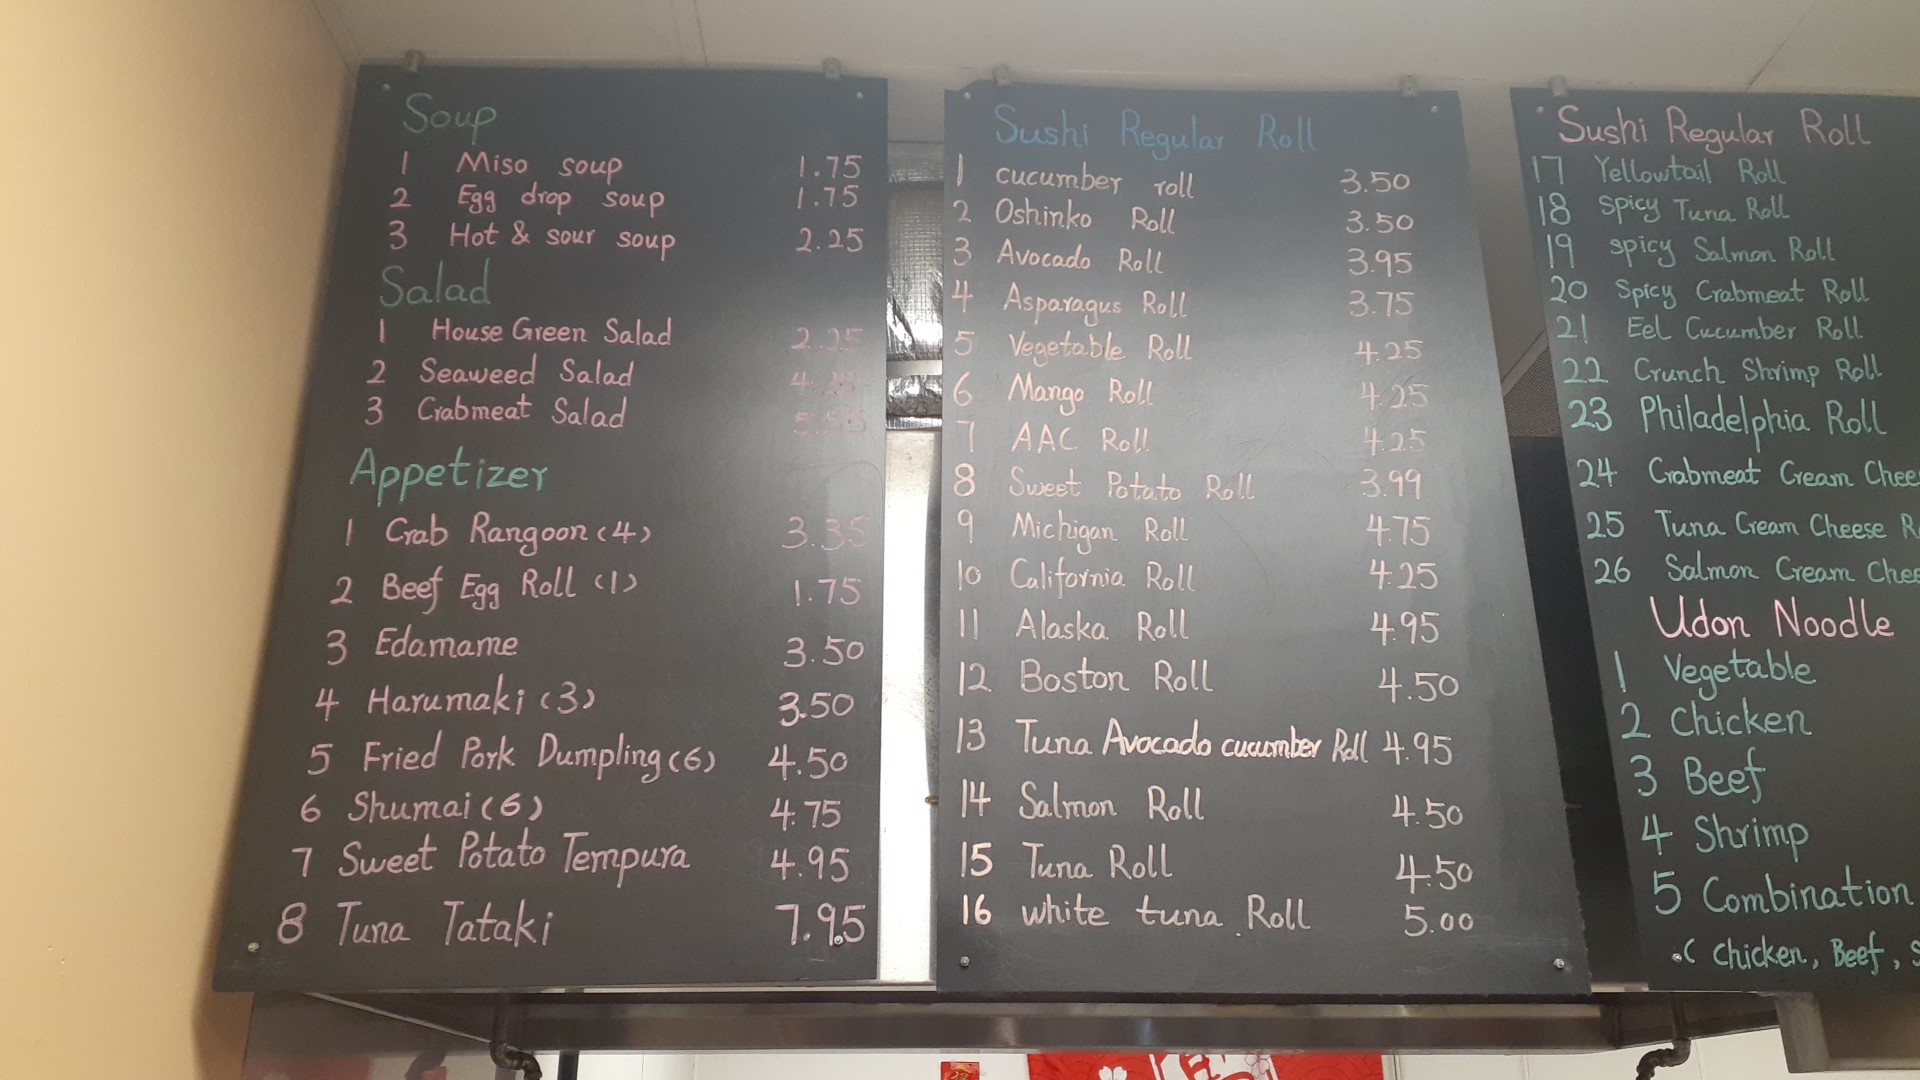 Soup
1 Miso soup 1.75
2 Egg drop soup 1.75
3 Hot & sour soup 2.25
Salad
1 House Green Salad 2.25
2 Seaweed Salad
3 Crabmeat Salad
Appetizer
1 Crab Rangoon (4) 3.35
2 Beef Egg Roll (1) 1.75
3 Edamame 3.50
4 Harumaki (3) 3.50
5 Fried Pork Dumpling (6) 4.50
6 Shumai (6) 4.75
7 Sweet Potato Tempura 4.95
8 Tuna Tataki 7.95
Sushi Regular Roll
1 cucumber roll 3.50
2 Oshinko Roll 3.50
3 Avocado Roll 3.95
4 Asparagus Roll 3.75
5 Vegetable Roll 4.25
6 Mango Roll 4.25
7 AAC Roll 4.25
8 Sweet Potato Roll 3.99
9 Michigan Roll 4.75
10 California Roll 4.25
11 Alaska Roll 4.95
12 Boston Roll 4.50
13 Tuna Avocado cucumber Roll 4.95
14 Salmon Roll 4.50
15 Tuna Roll 4.50
16 white tuna Roll 5.00
Sushi Regular Roll
17 Yellowtail Roll
18 Spicy Tuna Roll
19 spicy Salmon Roll
20 Spicy Crabmeat Roll
21 Eel Cucumber Roll
22 Crunch Shrimp Roll
23 Philadelphia Roll
24 Crabmeat Cream Chee
25 Tuna Cream Cheese R
26 Salmon Cream Chee
Udon Noodle
1 Vegetable
2 Chicken
3 Beef
4 Shrimp
5 Combination
( Chicken, Beef, S